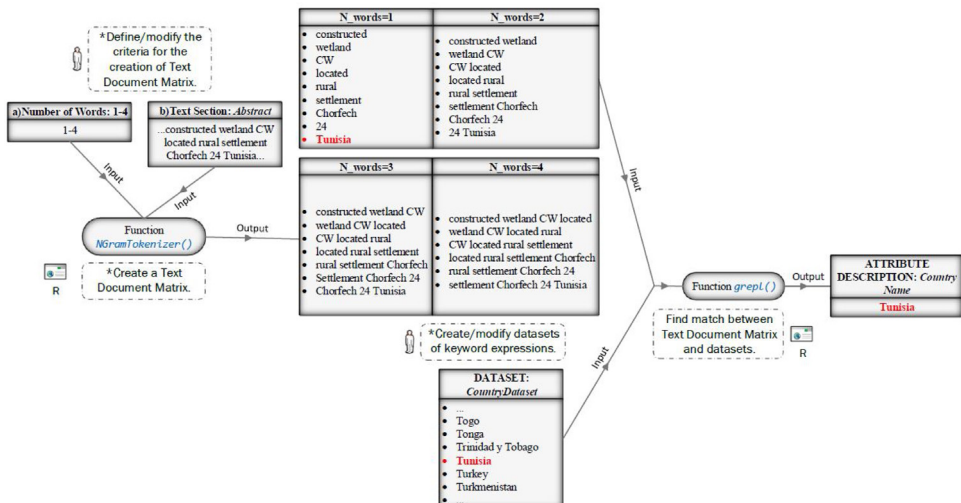 *Define/modify the
criteria for the
creation of Text
Document Matrix.
a)Number of Words: 1-4
1-4
b)Text Section: Abstract
...constructed wetland CW
located rural settlement
Chorfech 24 Tunisia...
Input
Input
Function
NGramTokenizer()
R
*Create a Text
Document Matrix.
Output
N_words=1
constructed
wetland
CW
located
rural
settlement
Chorfech
24
Tunisia
N_words=2
constructed wetland
wetland CW
CW located
located rural
rural settlement
settlement Chorfech
Chorfech 24
24 Tunisia
N_words=3
constructed wetland CW
wetland CW located
CW located rural
located rural settlement
rural settlement Chorfech
Settlement Chorfech 24
Chorfech 24 Tunisia
N_words=4
constructed wetland CW located
wetland CW located rural
CW located rural settlement
located rural settlement Chorfech
rural settlement Chorfech 24
settlement Chorfech 24 Tunisia
*Create/modify datasets
of keyword expressions.
DATASET:
CountryDataset
...
Togo
Tonga
Trinidad y Tobago
Tunisia
Turkey
Turkmenistan
...
Input
Input
Function grepl()
Find match between
Text Document Matrix
and datasets.
R
Output
ATTRIBUTE
DESCRIPTION: Country
Name
Tunisia